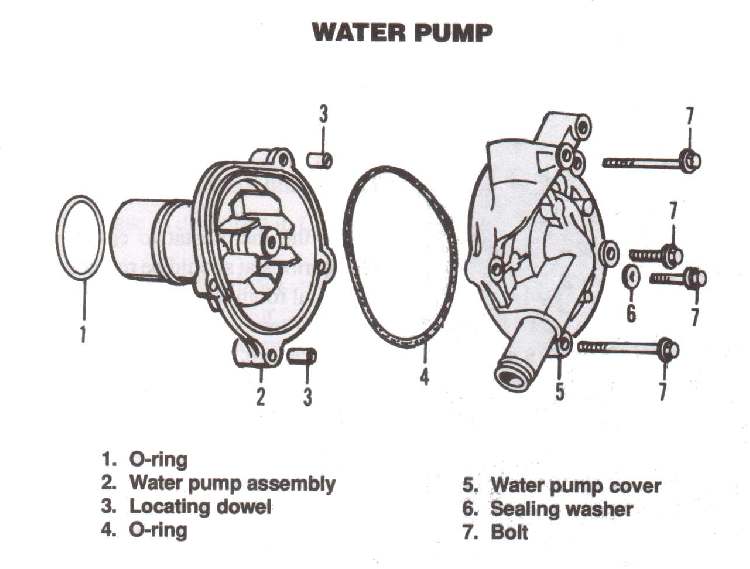 WATER PUMP
3
7
7
1
6
7
2
3
4
5
7
1. O-ring
2. Water pump assembly
3. Locating dowel
4. O-ring
5. Water pump cover
6. Sealing washer
7. Bolt